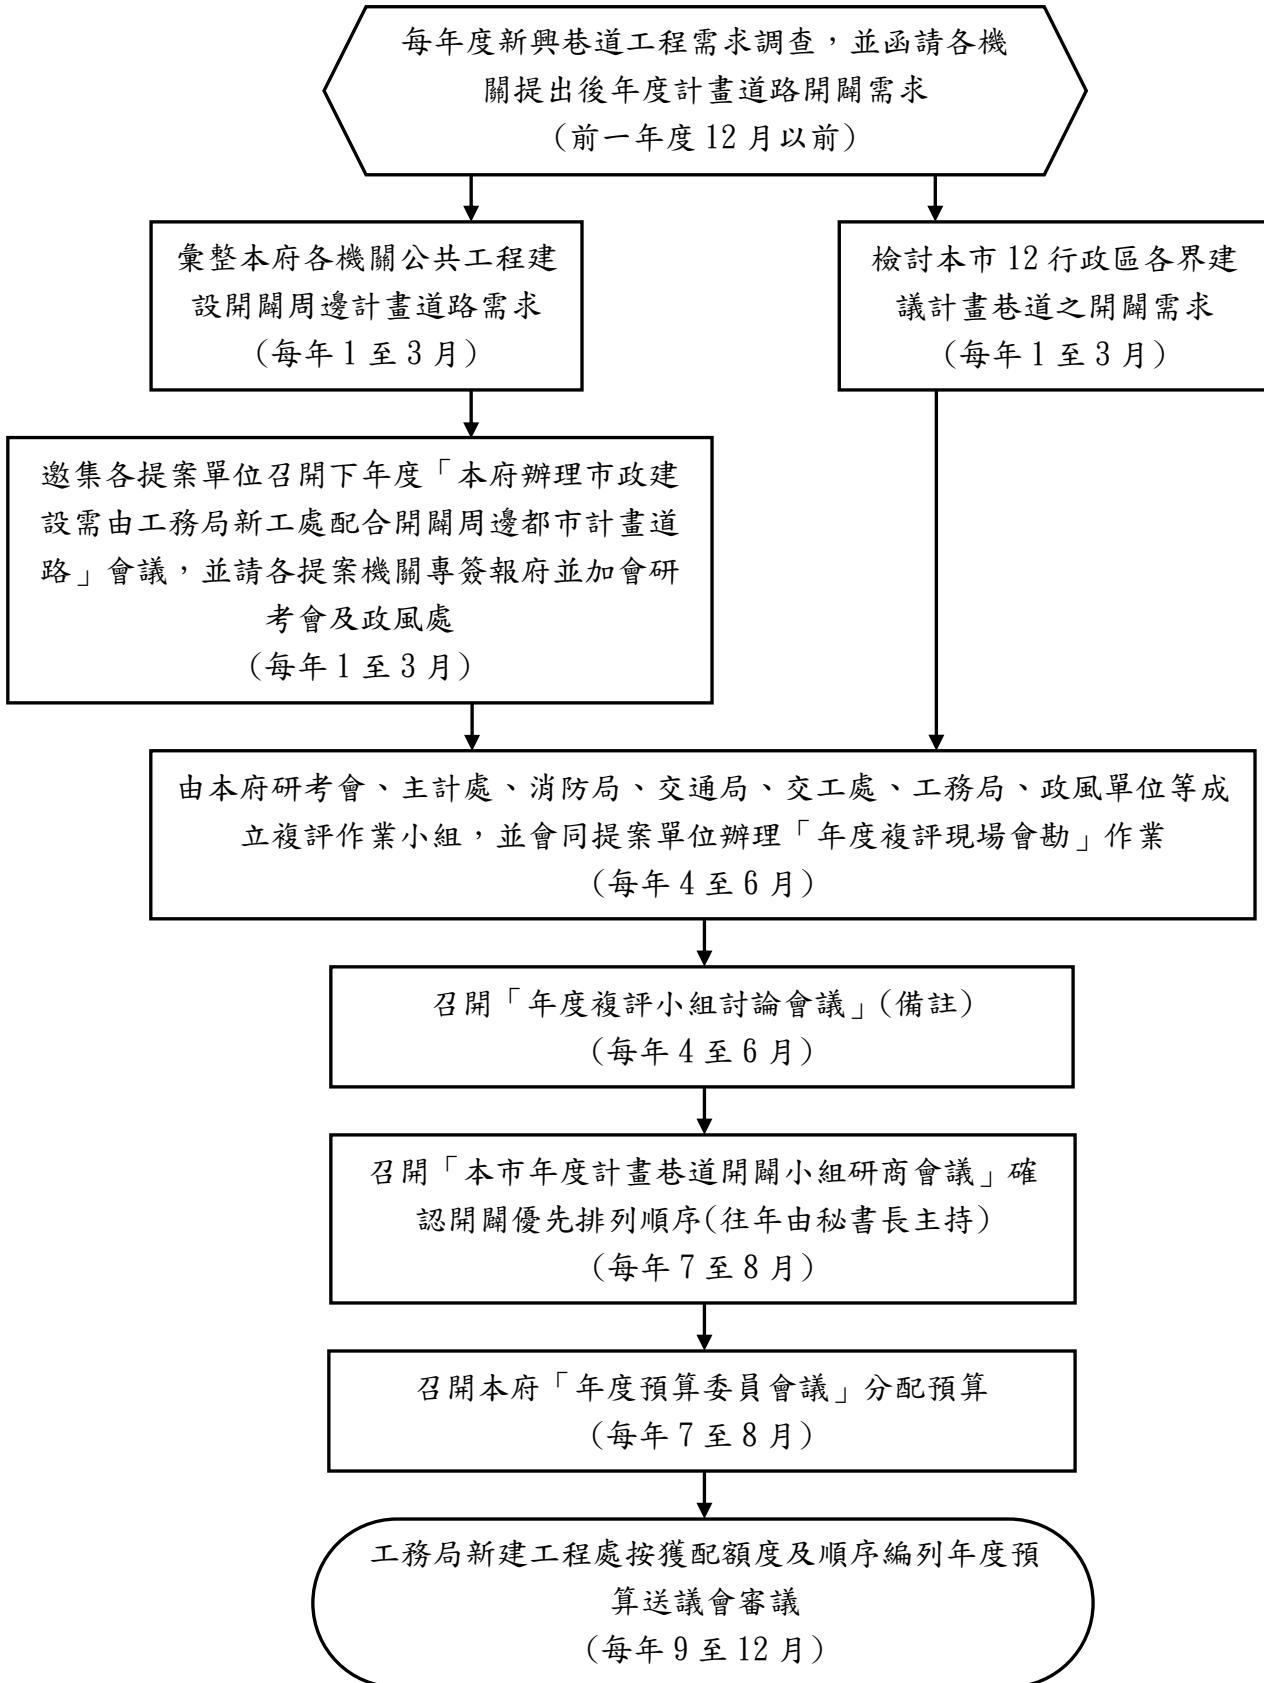 每年度新興巷道工程需求調查，並函請各機
關提出後年度計畫道路開闢需求
(前一年度 12 月以前)
彙整本府各機關公共工程建
設開闢周邊計畫道路需求
(每年 1 至 3 月)
檢討本市 12 行政區各界建
議計畫巷道之開闢需求
(每年 1 至 3 月)
邀集各提案單位召開下年度「本府辦理市政建
設需由工務局新工處配合開闢周邊都市計畫道
路」會議，並請各提案機關專簽報府並加會研
考會及政風處
(每年 1 至 3 月)
由本府研考會、主計處、消防局、交通局、交工處、工務局、政風單位等成
立複評作業小組，並會同提案單位辦理「年度複評現場會勘」作業
(每年 4 至 6 月)
召開「年度複評小組討論會議」(備註)
(每年 4 至 6 月)
召開「本市年度計畫巷道開闢小組研商會議」確
認開闢優先排列順序(往年由秘書長主持)
(每年 7 至 8 月)
召開本府「年度預算委員會議」分配預算
(每年 7 至 8 月)
工務局新建工程處按獲配額度及順序編列年度預
算送議會審議
(每年 9 至 12 月)